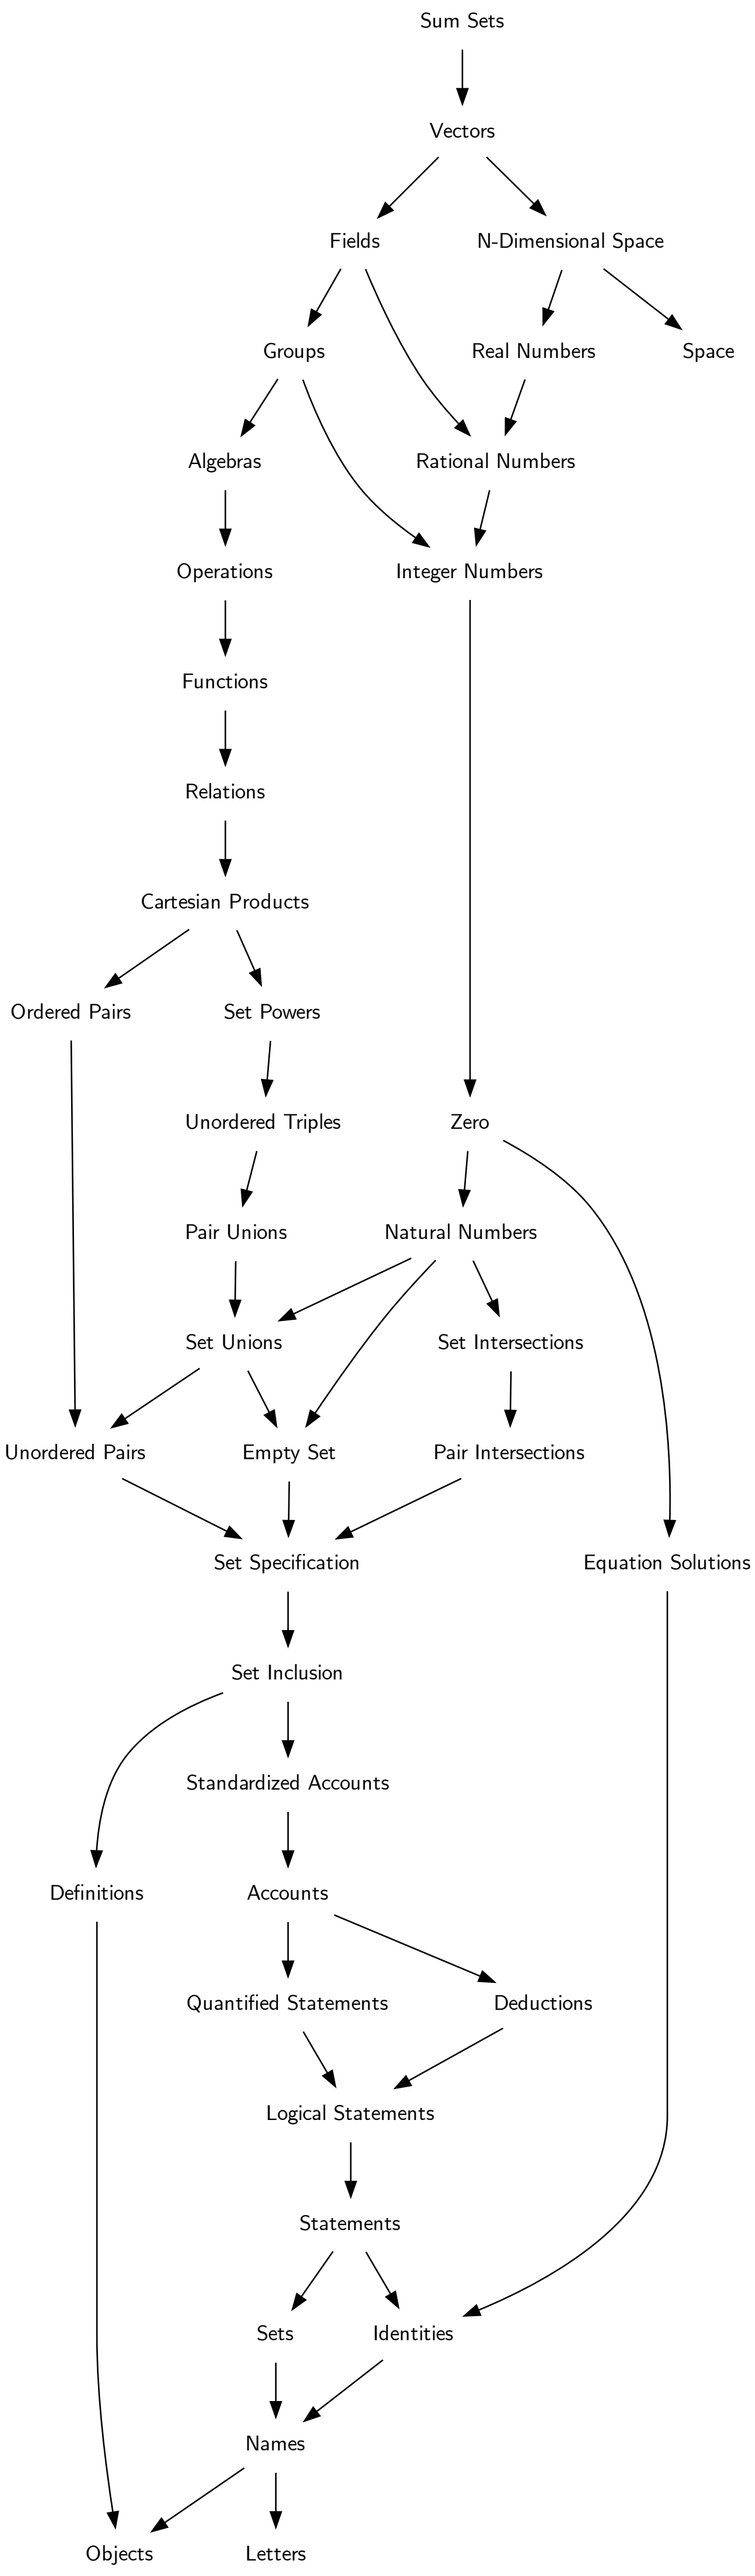 Sum Sets
Vectors
Fields
N-Dimensional Space
Groups
Real Numbers
Space
Algebras
Rational Numbers
Operations
Integer Numbers
Functions
Relations
Cartesian Products
Ordered Pairs
Set Powers
Unordered Triples
Zero
Pair Unions
Natural Numbers
Set Unions
Set Intersections
Unordered Pairs
Empty Set
Pair Intersections
Set Specification
Equation Solutions
Set Inclusion
Standardized Accounts
Definitions
Accounts
Quantified Statements
Deductions
Logical Statements
Statements
Sets
Identities
Names
Objects
Letters